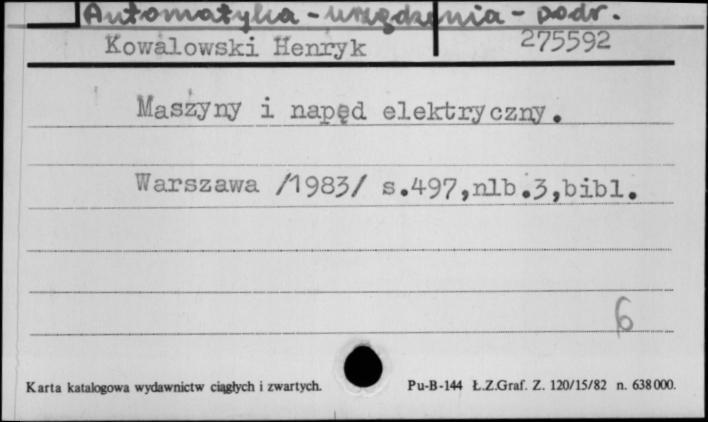 Automatyka - urządzenia - podr.
Kowalowski Henryk 275592
Maszyny i napęd elektryczny.
Warszawa /1983/ s.497,nlb.3,bibl.
6
Karta katalogowa wydawnictw ciągłych i zwartych. Pu-B-144 Ł.Z.Graf. Z. 120/15/82 n. 638000.